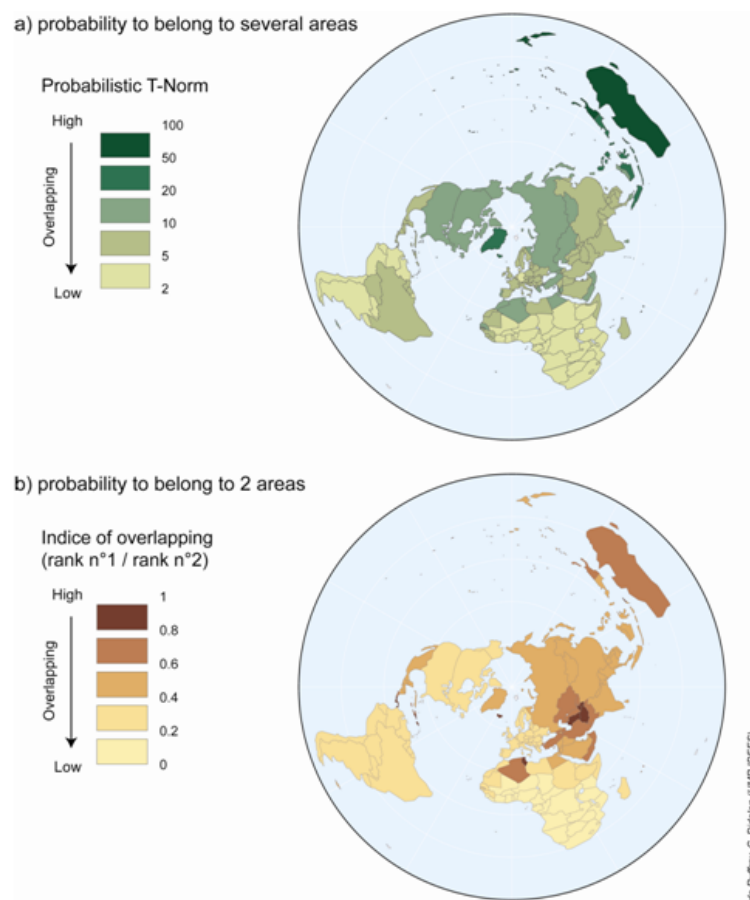 a) probability to belong to several areas
Probabilistic T-Norm
High
100
50
20
10
5
2
Overlapping
Low
b) probability to belong to 2 areas
Indice of overlapping
(rank n°1 / rank n°2)
High
1
0.8
0.6
0.4
0.2
0
Overlapping
Low